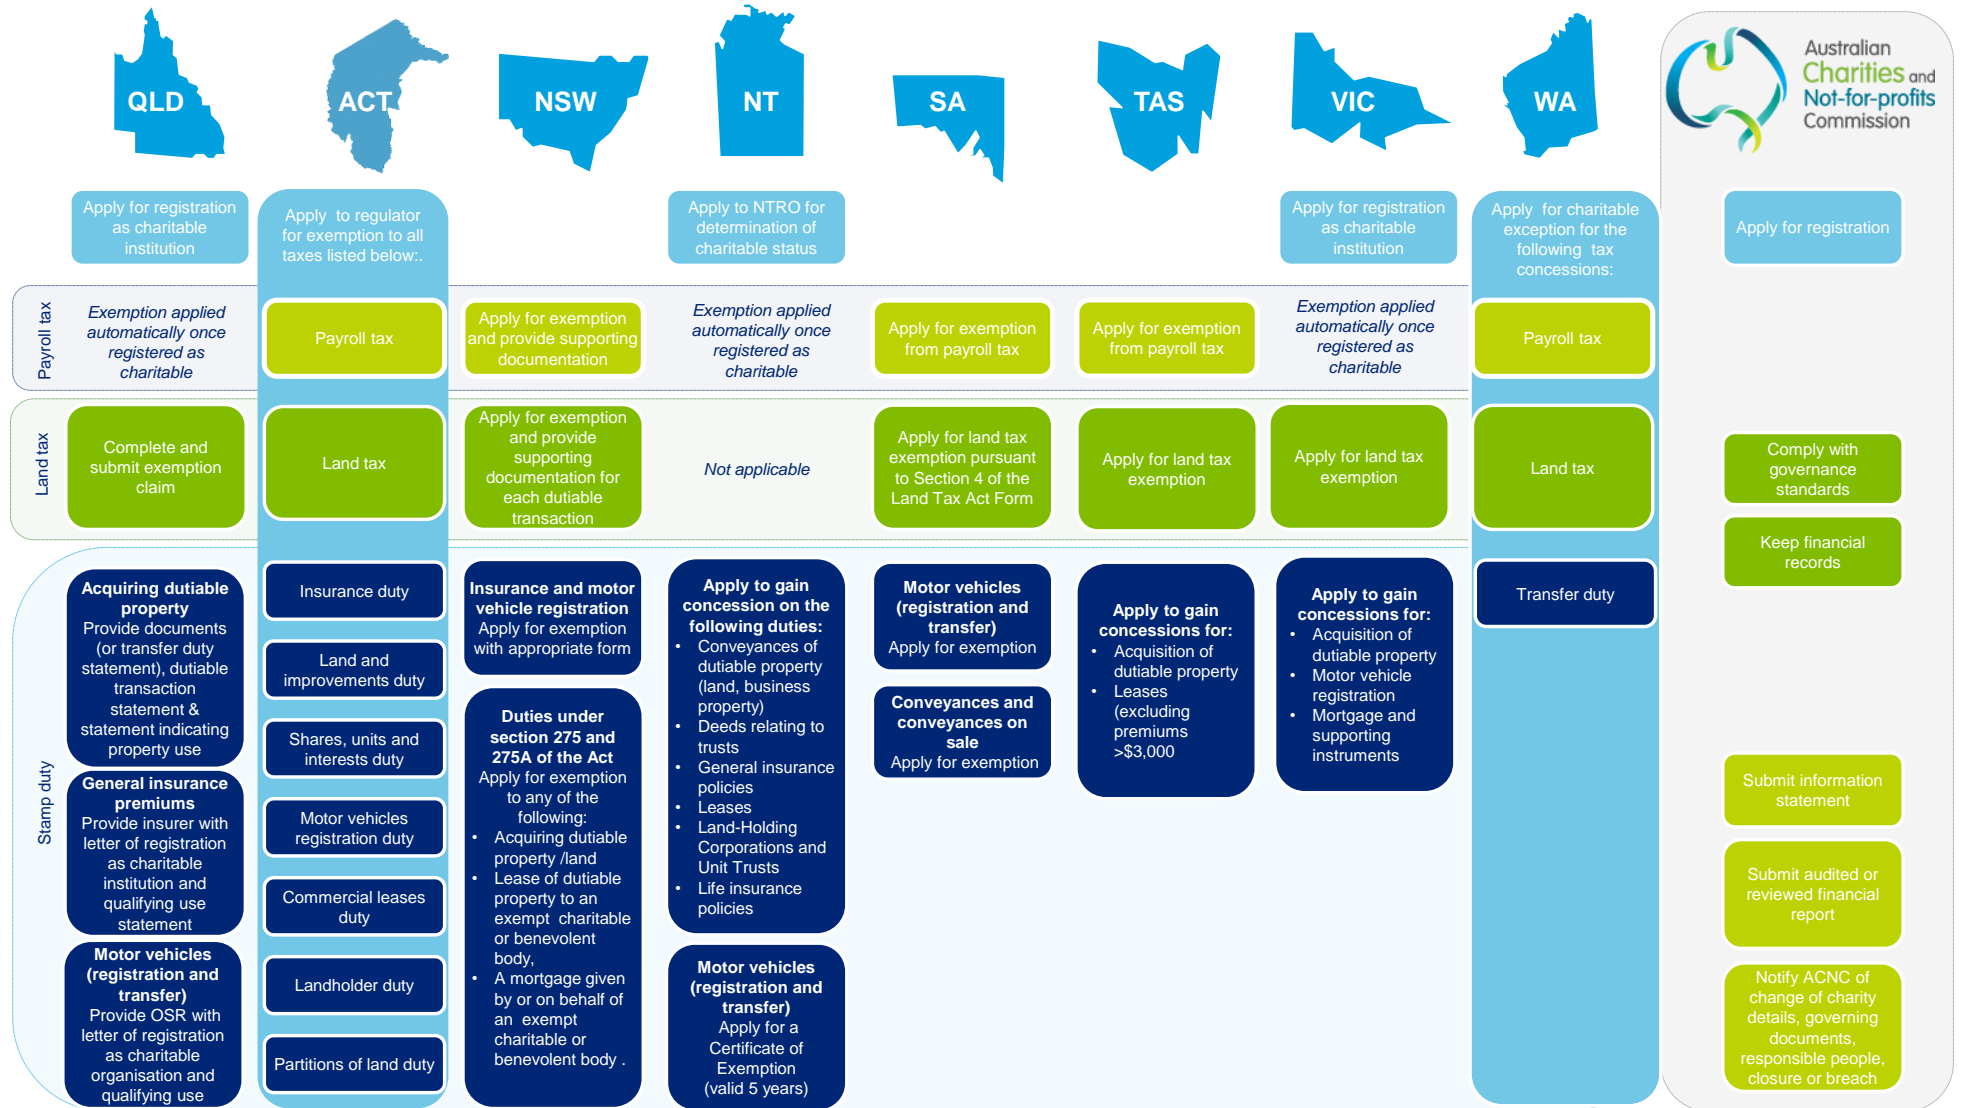 QLD
ACT
NSW
NT
SA
TAS
VIC
WA
Australian
Charities and
Not-for-profits
Commission
Apply for registration
as charitable
institution
Apply to regulator
for exemption to all
taxes listed below:.
Apply to NTRO for
determination of
charitable status
Apply for registration
as charitable
institution
Apply for charitable
exception for the
following tax
concessions:
Apply for registration
Payroll tax
Exemption applied
automatically once
registered as
charitable
Payroll tax
Apply for exemption
and provide supporting
documentation
Exemption applied
automatically once
registered as
charitable
Apply for exemption
from payroll tax
Apply for exemption
from payroll tax
Exemption applied
automatically once
registered as
charitable
Payroll tax
Land tax
Complete and
submit exemption
claim
Land tax
Apply for exemption
and provide
supporting
documentation for
each dutiable
transaction
Not applicable
Apply for land tax
exemption pursuant
to Section 4 of the
Land Tax Act Form
Apply for land tax
exemption
Apply for land tax
exemption
Land tax
Comply with
governance
standards
Keep financial
records
Stamp duty
Acquiring dutiable
property
Provide documents
(or transfer duty
statement), dutiable
transaction
statement &
statement indicating
property use
General insurance
premiums
Provide insurer with
letter of registration
as charitable
institution and
qualifying use
statement
Motor vehicles
(registration and
transfer)
Provide OSR with
letter of registration
as charitable
organisation and
qualifying use
Insurance duty
Land and
improvements duty
Shares, units and
interests duty
Motor vehicles
registration duty
Commercial leases
duty
Landholder duty
Partitions of land duty
Insurance and motor
vehicle registration
Apply for exemption
with appropriate form
Duties under
section 275 and
275A of the Act
Apply for exemption
to any of the
following:
• Acquiring dutiable
property /land
• Lease of dutiable
property to an
exempt charitable
or benevolent
body,
• A mortgage given
by or on behalf of
an exempt
charitable or
benevolent body .
Apply to gain
concession on the
following duties:
• Conveyances of
dutiable property
(land, business
property)
• Deeds relating to
trusts
• General insurance
policies
• Leases
• Land-Holding
Corporations and
Unit Trusts
• Life insurance
policies
Motor vehicles
(registration and
transfer)
Apply for a
Certificate of
Exemption
(valid 5 years)
Motor vehicles
(registration and
transfer)
Apply for exemption
Conveyances and
conveyances on
sale
Apply for exemption
Apply to gain
concessions for:
• Acquisition of
dutiable property
• Leases
(excluding
premiums
>$3,000
Apply to gain
concessions for:
• Acquisition of
dutiable property
• Motor vehicle
registration
• Mortgage and
supporting
instruments
Transfer duty
Submit information
statement
Submit audited or
reviewed financial
report
Notify ACNC of
change of charity
details, governing
documents,
responsible people,
closure or breach